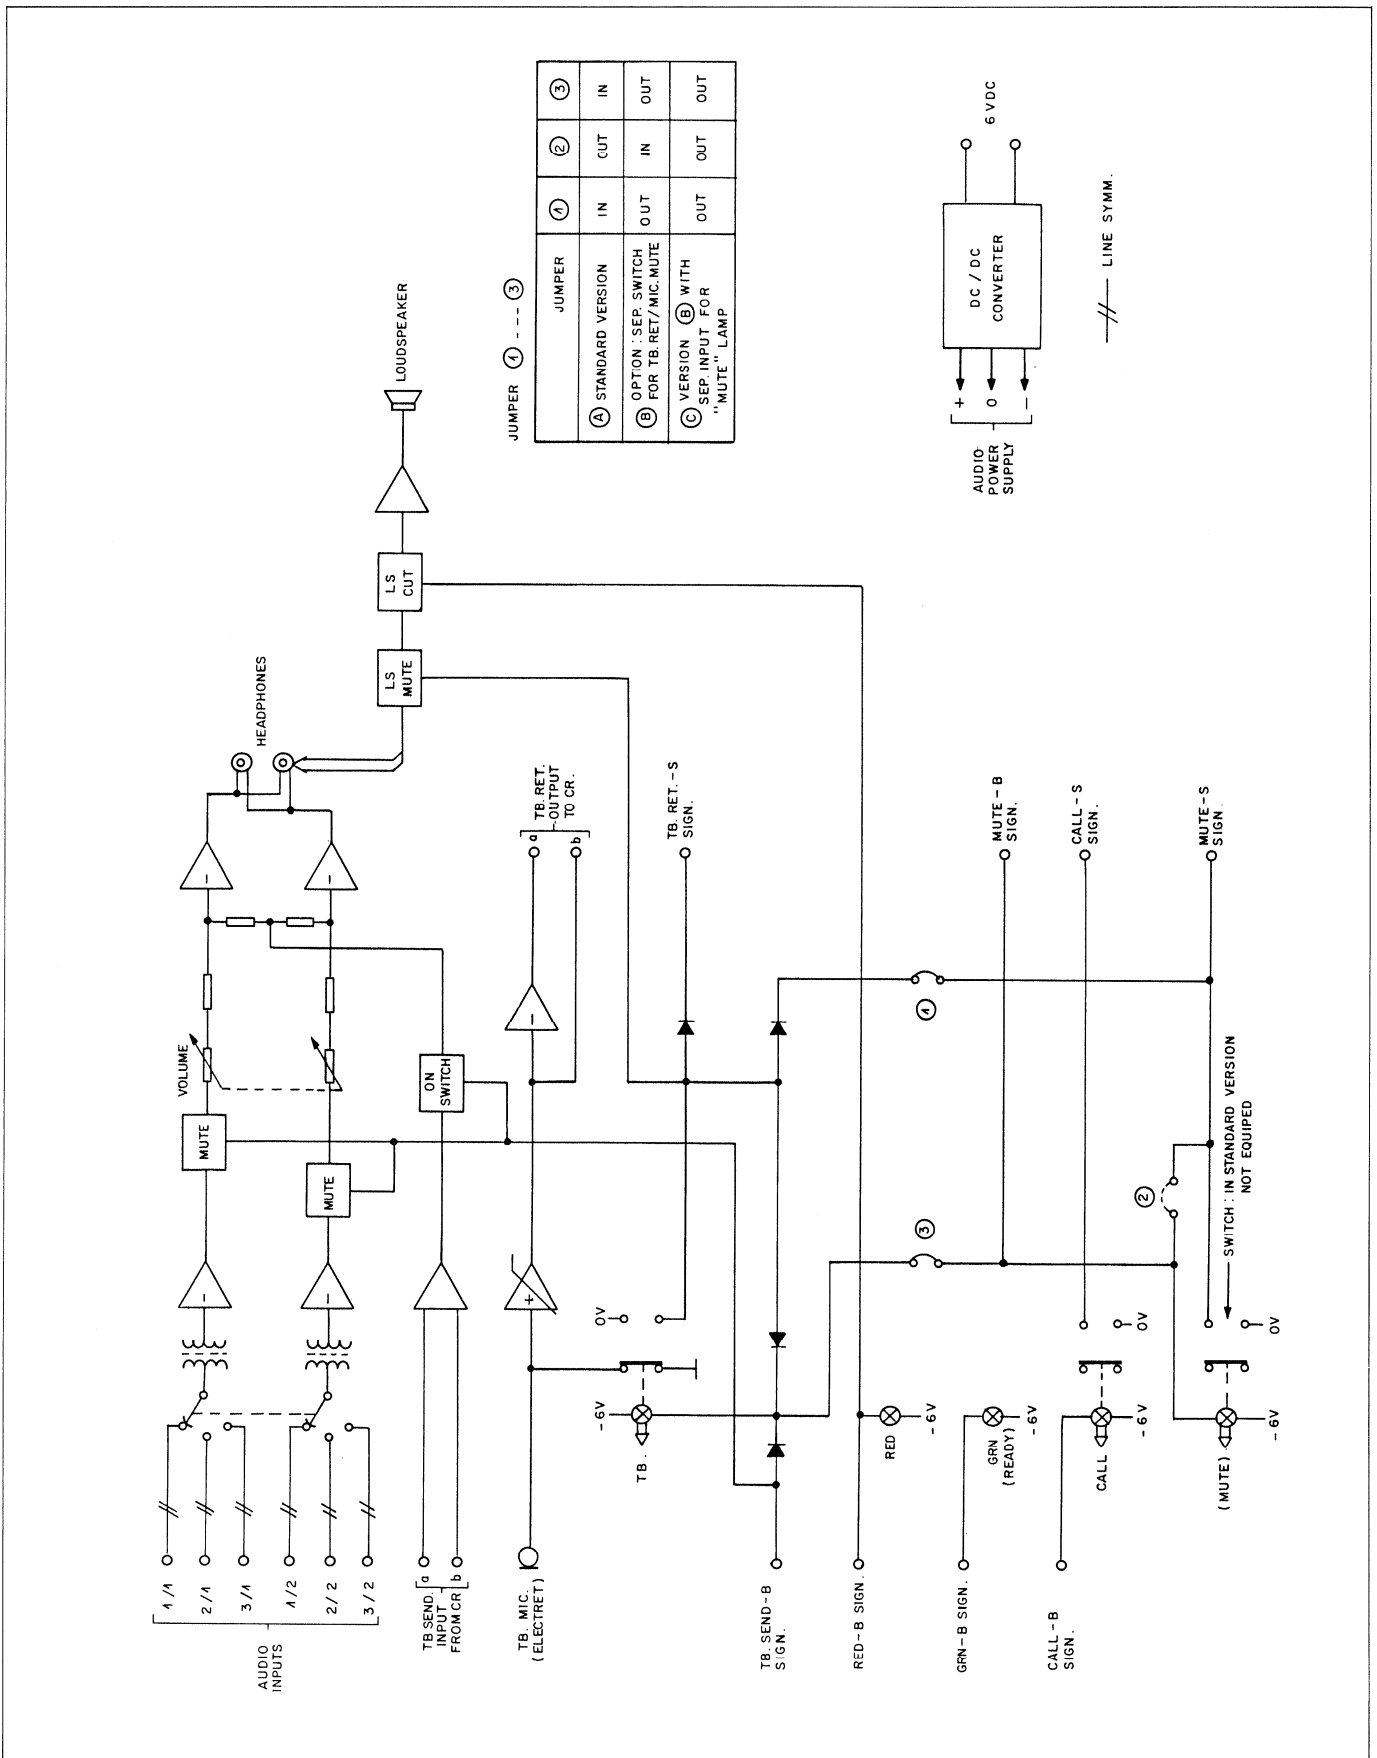 AUDIO
INPUTS
1/1
2/1
3/1
1/2
2/2
3/2
TB SEND.
INPUT
FROM CR
a
b
TB. MIC.
(ELECTRET)
TB. SEND-B
SIGN.
RED-B SIGN.
GRN-B SIGN.
CALL-B
SIGN.
MUTE
MUTE
VOLUME
ON
SWITCH
HEADPHONES
LS
MUTE
LS
CUT
LOUDSPEAKER
+
-6V
TB.
0V
a
b
TB. RET.
OUTPUT
TO CR.
TB. RET.-S
SIGN.
RED
-6V
GRN
(READY)
-6V
CALL
-6V
0V
(MUTE)
-6V
0V
1
3
2
SWITCH : IN STANDARD VERSION
NOT EQUIPED
MUTE-B
SIGN.
CALL-S
SIGN.
MUTE-S
SIGN.
JUMPER 1 --- 3
JUMPER 1 2 3
A STANDARD VERSION IN OUT IN
B OPTION : SEP. SWITCH
FOR TB.RET/MIC.MUTE OUT IN OUT
C VERSION B WITH
SEP. INPUT FOR
"MUTE" LAMP OUT OUT OUT
AUDIO
POWER
SUPPLY
+
0
−
DC / DC
CONVERTER
6 VDC
LINE SYMM.